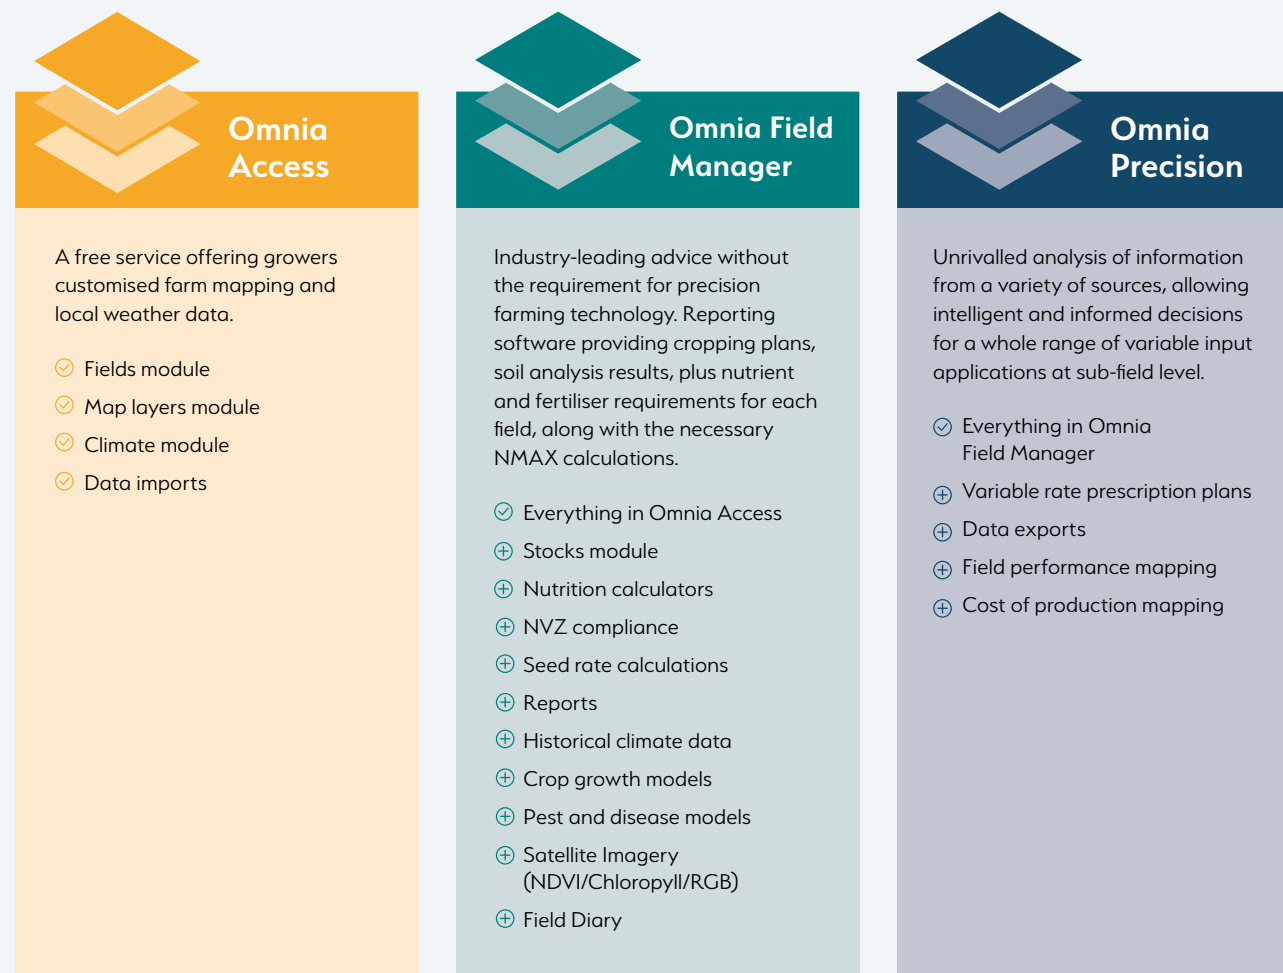 Omnia
Access
A free service offering growers
customised farm mapping and
local weather data.
Fields module
Map layers module
Climate module
Data imports
Omnia Field
Manager
Industry-leading advice without
the requirement for precision
farming technology. Reporting
software providing cropping plans,
soil analysis results, plus nutrient
and fertiliser requirements for each
field, along with the necessary
NMAX calculations.
Everything in Omnia Access
Stocks module
Nutrition calculators
NVZ compliance
Seed rate calculations
Reports
Historical climate data
Crop growth models
Pest and disease models
Satellite Imagery
(NDVI/Chloropyll/RGB)
Field Diary
Omnia
Precision
Unrivalled analysis of information
from a variety of sources, allowing
intelligent and informed decisions
for a whole range of variable input
applications at sub-field level.
Everything in Omnia
Field Manager
Variable rate prescription plans
Data exports
Field performance mapping
Cost of production mapping